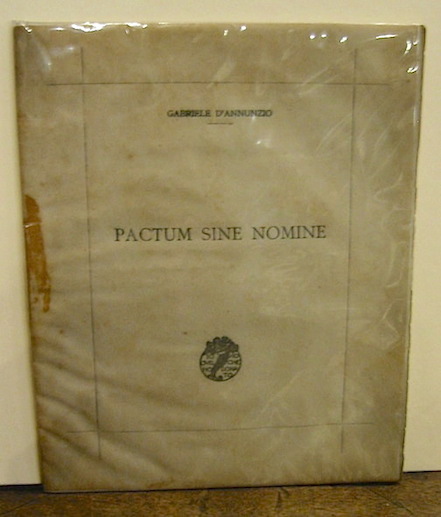 GABRIELE D'ANNUNZIO
PACTUM SINE NOMINE